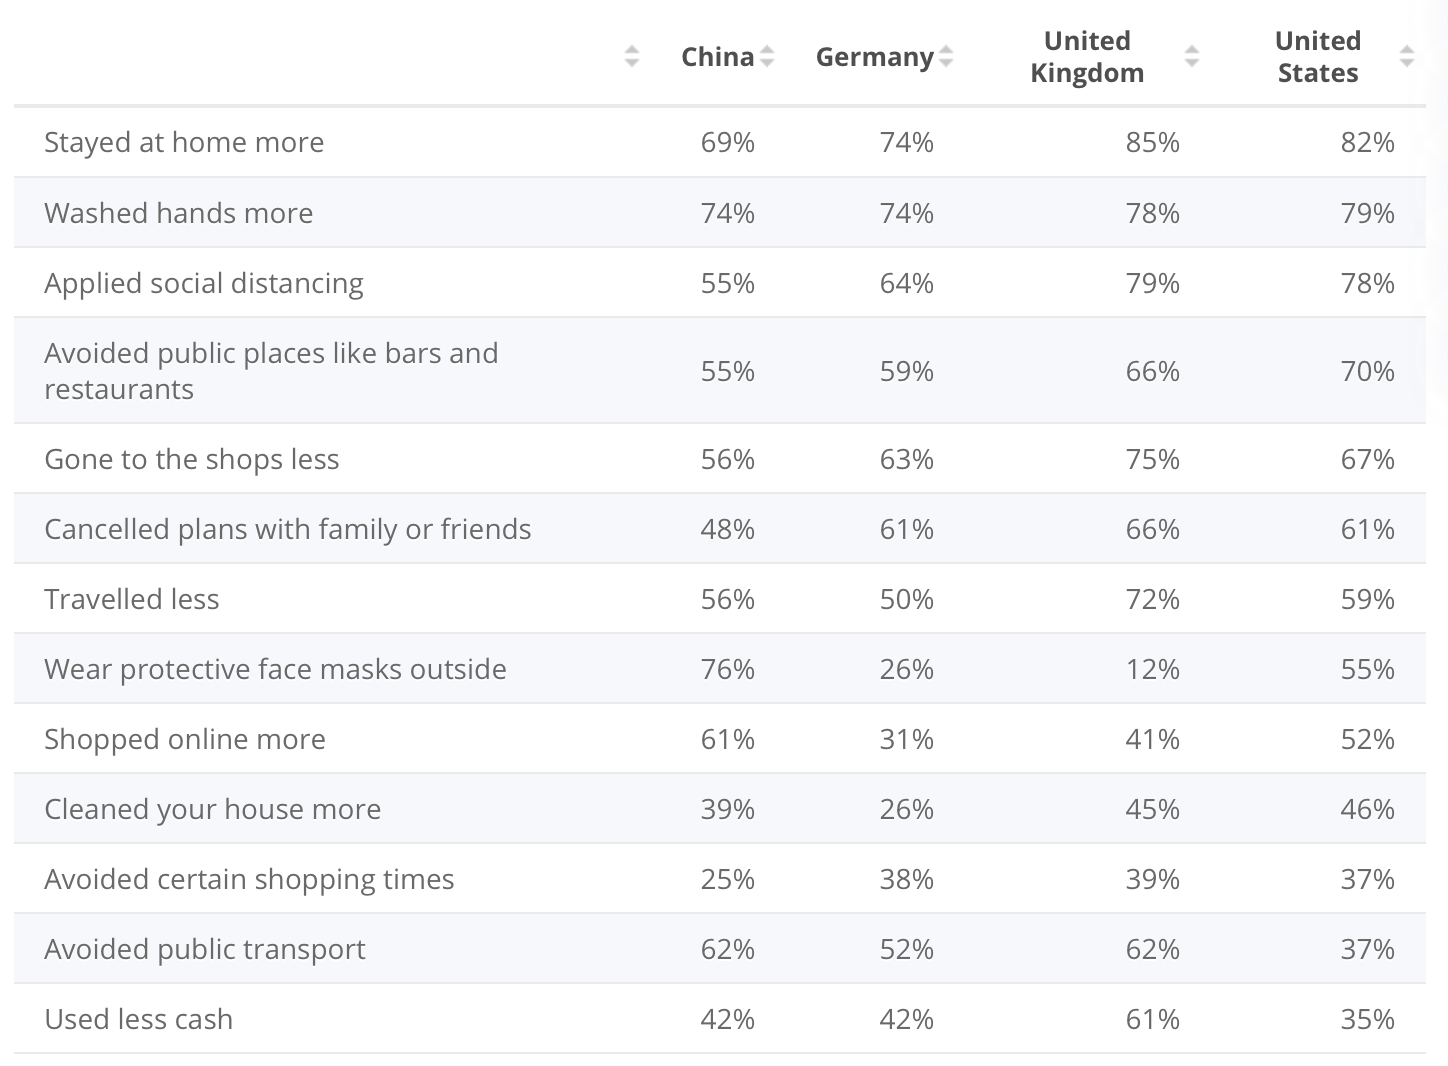 China Germany United Kingdom United States
Stayed at home more 69% 74% 85% 82%
Washed hands more 74% 74% 78% 79%
Applied social distancing 55% 64% 79% 78%
Avoided public places like bars and
restaurants 55% 59% 66% 70%
Gone to the shops less 56% 63% 75% 67%
Cancelled plans with family or friends 48% 61% 66% 61%
Travelled less 56% 50% 72% 59%
Wear protective face masks outside 76% 26% 12% 55%
Shopped online more 61% 31% 41% 52%
Cleaned your house more 39% 26% 45% 46%
Avoided certain shopping times 25% 38% 39% 37%
Avoided public transport 62% 52% 62% 37%
Used less cash 42% 42% 61% 35%